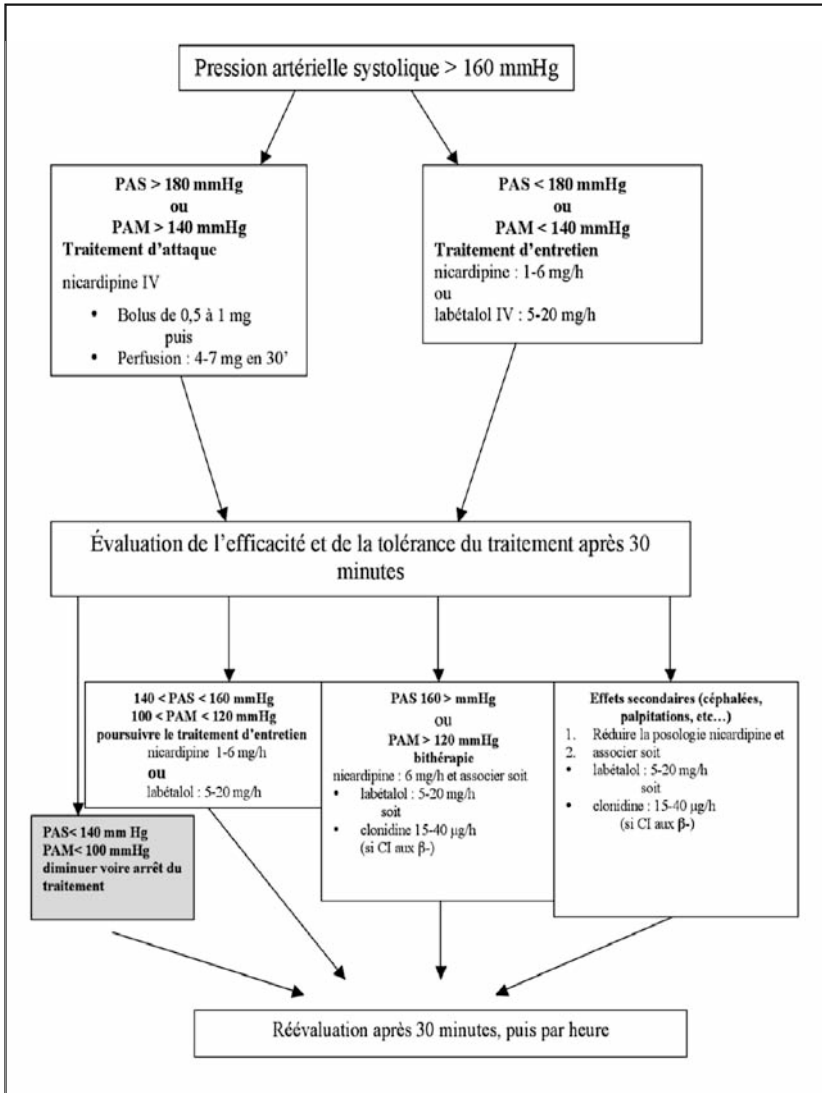 Pression artérielle systolique > 160 mmHg
PAS > 180 mmHg
ou
PAM > 140 mmHg
Traitement d’attaque
nicardipine IV
• Bolus de 0,5 à 1 mg
puis
• Perfusion : 4-7 mg en 30’
PAS < 180 mmHg
ou
PAM < 140 mmHg
Traitement d’entretien
nicardipine : 1-6 mg/h
ou
labétalol IV : 5-20 mg/h
Évaluation de l’efficacité et de la tolérance du traitement après 30
minutes
PAS< 140 mm Hg
PAM< 100 mmHg
diminuer voire arrêt du
traitement
140 < PAS < 160 mmHg
100 < PAM < 120 mmHg
poursuivre le traitement d’entretien
nicardipine 1-6 mg/h
ou
labétalol : 5-20 mg/h
PAS 160 > mmHg
ou
PAM > 120 mmHg
bithérapie
nicardipine : 6 mg/h et associer soit
• labétalol : 5-20 mg/h
soit
• clonidine 15-40 µg/h
(si CI aux β-)
Effets secondaires (céphalées,
palpitations, etc…)
1. Réduire la posologie nicardipine et
2. associer soit
• labétalol : 5-20 mg/h
soit
• clonidine : 15-40 µg/h
(si CI aux β-)
Réévaluation après 30 minutes, puis par heure